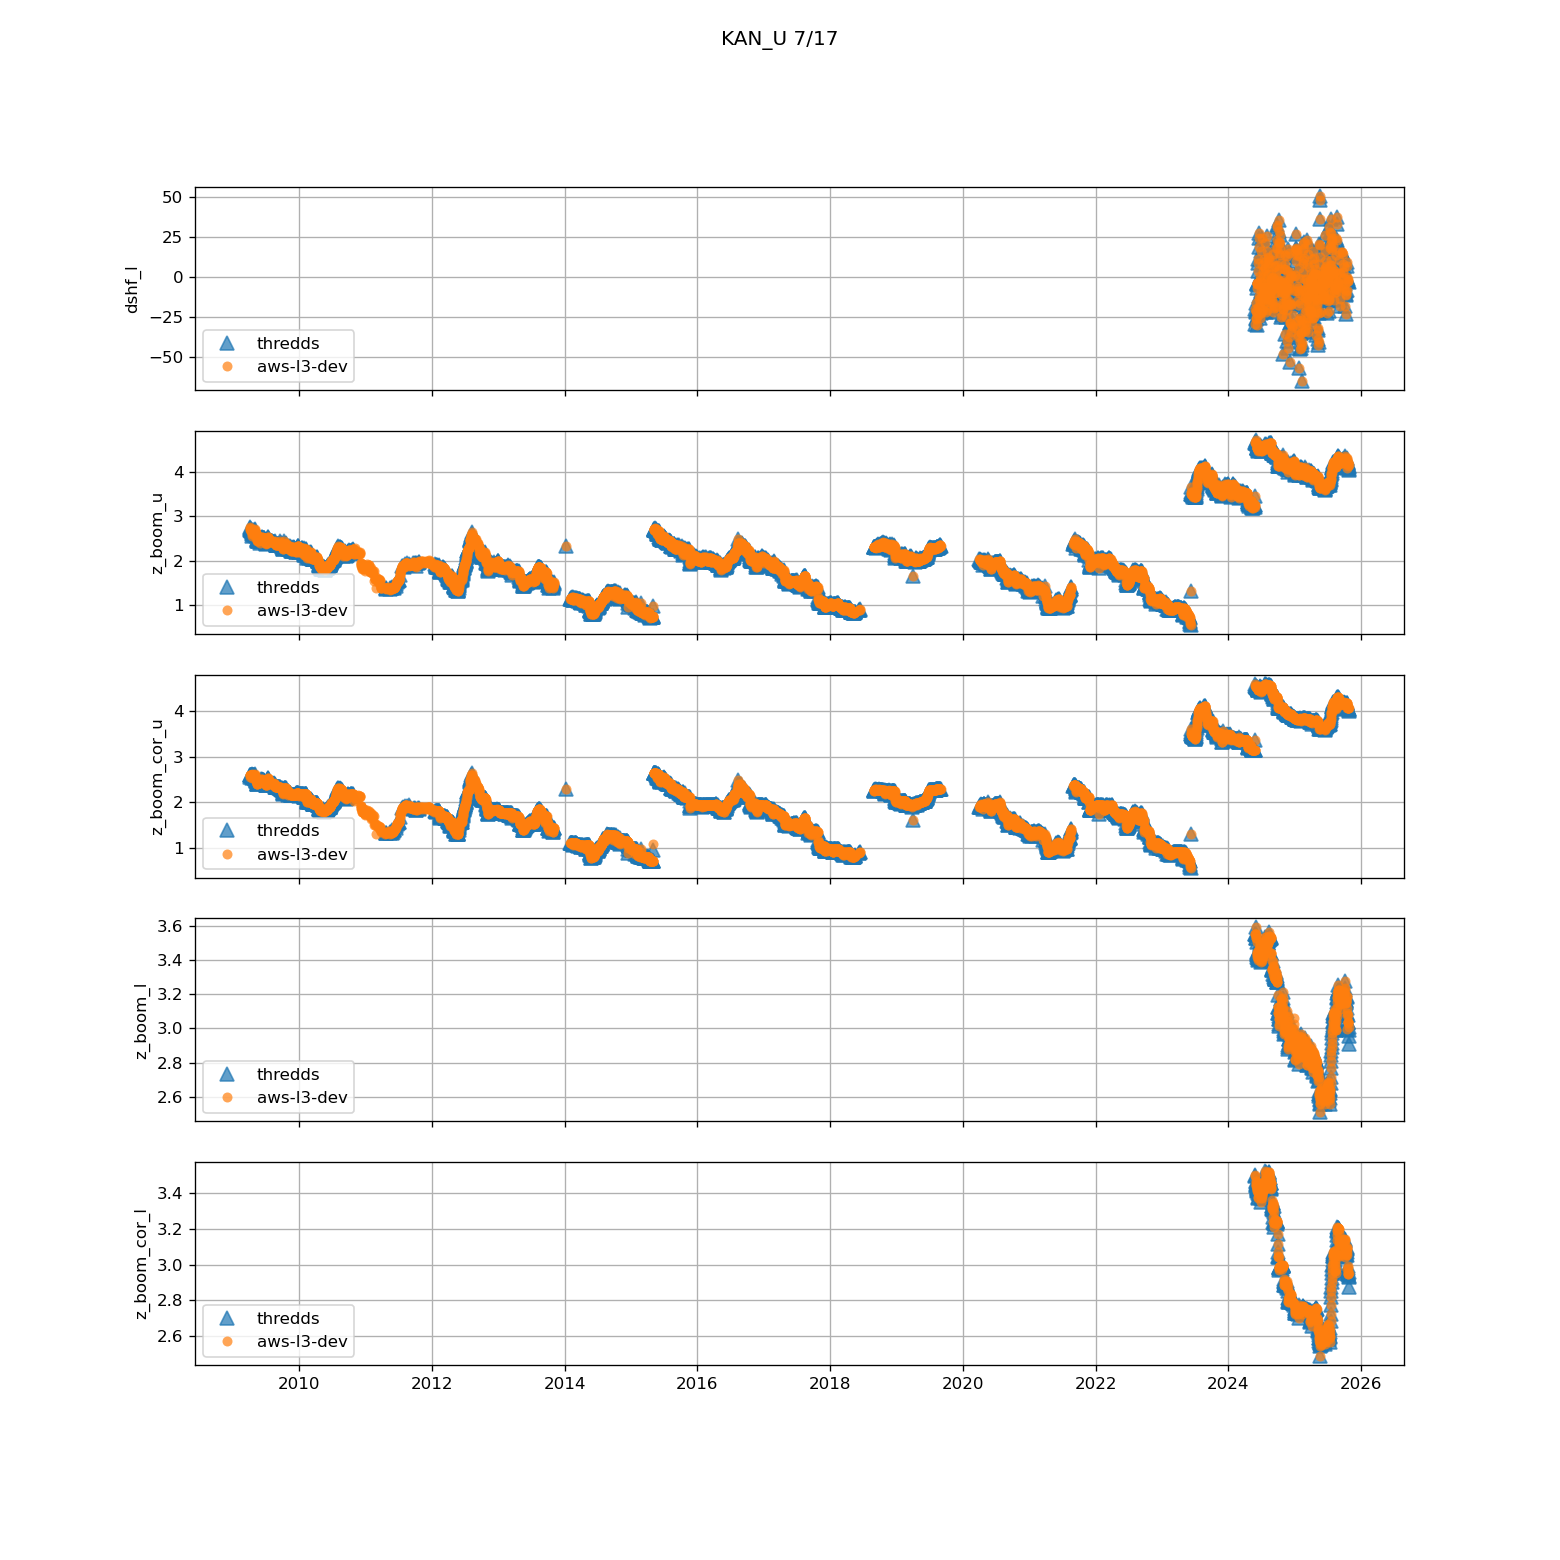 KAN_U 7/17
50
25
0
−25
−50
dshf_l
thredds
aws-l3-dev
4
3
2
1
z_boom_u
thredds
aws-l3-dev
4
3
2
1
z_boom_cor_u
thredds
aws-l3-dev
3.6
3.4
3.2
3.0
2.8
2.6
z_boom_l
thredds
aws-l3-dev
3.4
3.2
3.0
2.8
2.6
z_boom_cor_l
thredds
aws-l3-dev
2010 2012 2014 2016 2018 2020 2022 2024 2026